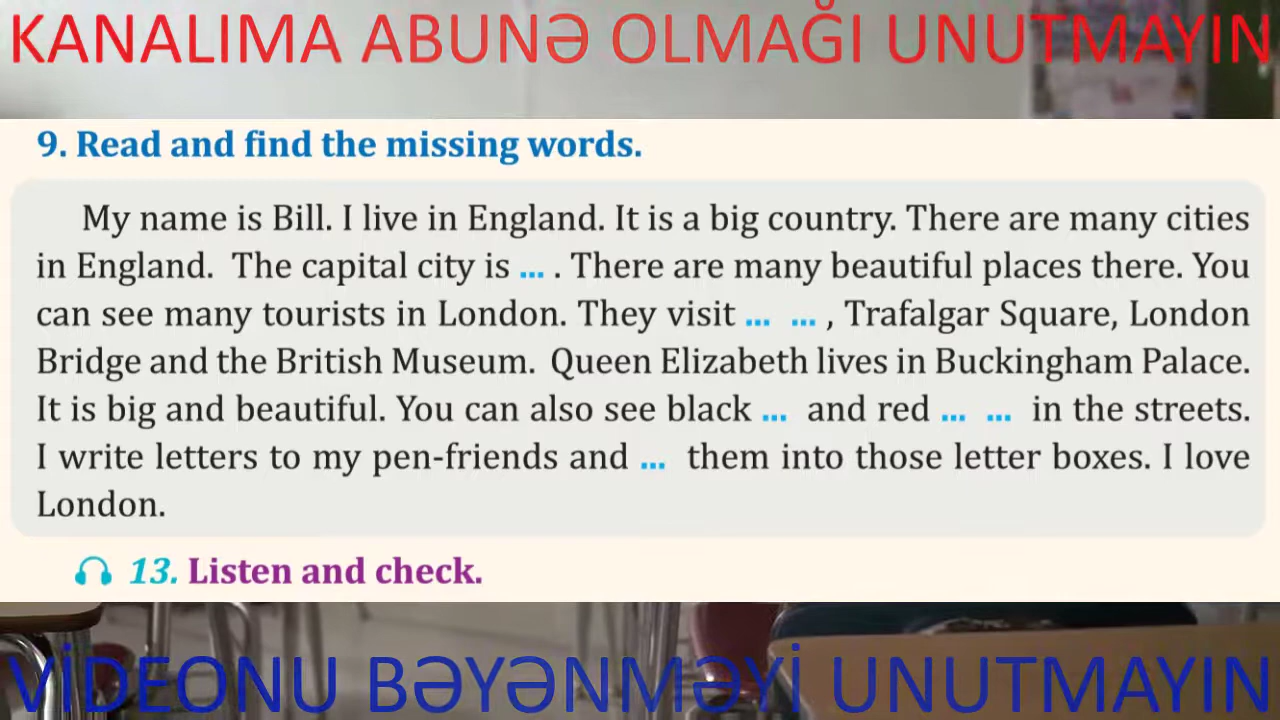 KANALIMA ABUNƏ OLMAĞI UNUTMAYIN
9. Read and find the missing words.
My name is Bill. I live in England. It is a big country. There are many cities
in England. The capital city is ... . There are many beautiful places there. You
can see many tourists in London. They visit ... ... , Trafalgar Square, London
Bridge and the British Museum. Queen Elizabeth lives in Buckingham Palace.
It is big and beautiful. You can also see black ... and red ... ... in the streets.
I write letters to my pen-friends and ... them into those letter boxes. I love
London.
13. Listen and check.
VİDEONU BƏYƏNMƏYİ UNUTMAYIN